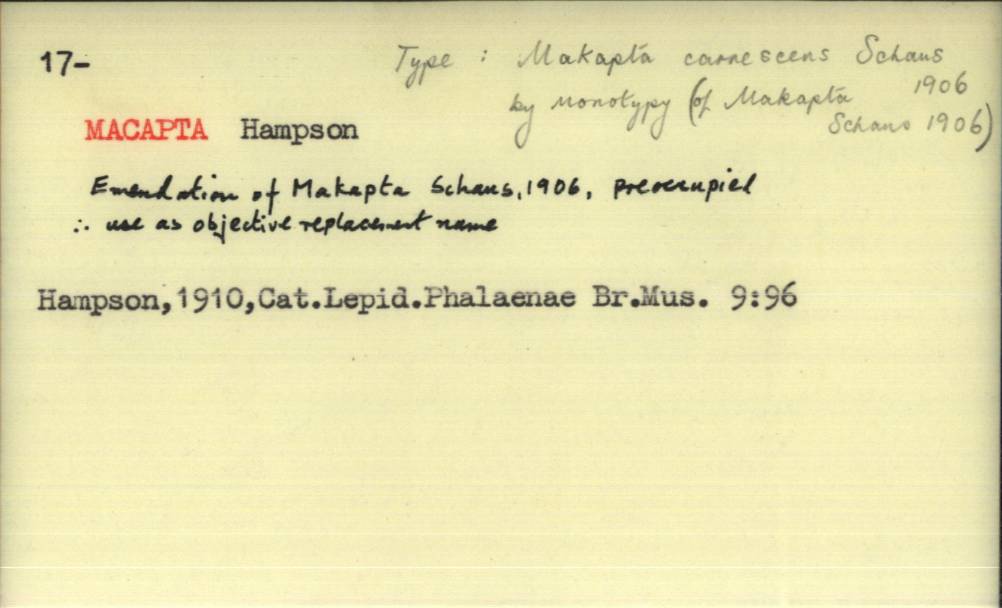 17-
Type : Makapta carnescens Schaus
1906
by monotypy (of Makapta
Schaus 1906)
MACAPTA Hampson
Emendation of Makapta Schaus, 1906, preoccupied
∴ use as objective replacement name
Hampson,1910,Cat.Lepid.Phalaenae Br.Mus. 9:96